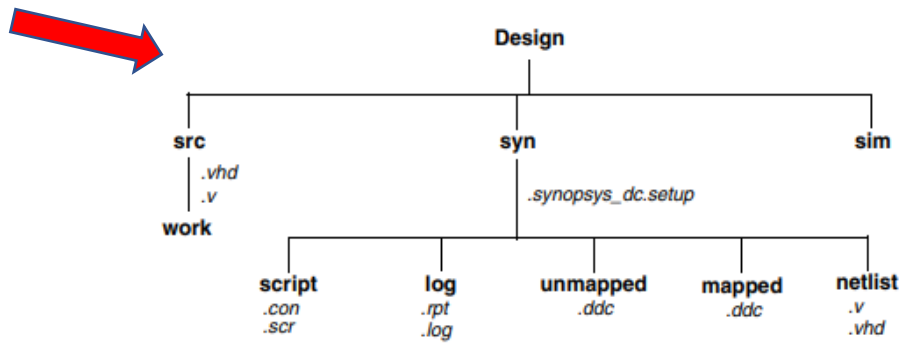 Design
src
syn
sim
.vhd
.v
.synopsys_dc.setup
work
script
log
unmapped
mapped
netlist
.con
.rpt
.ddc
.ddc
.v
.scr
.log
.vhd